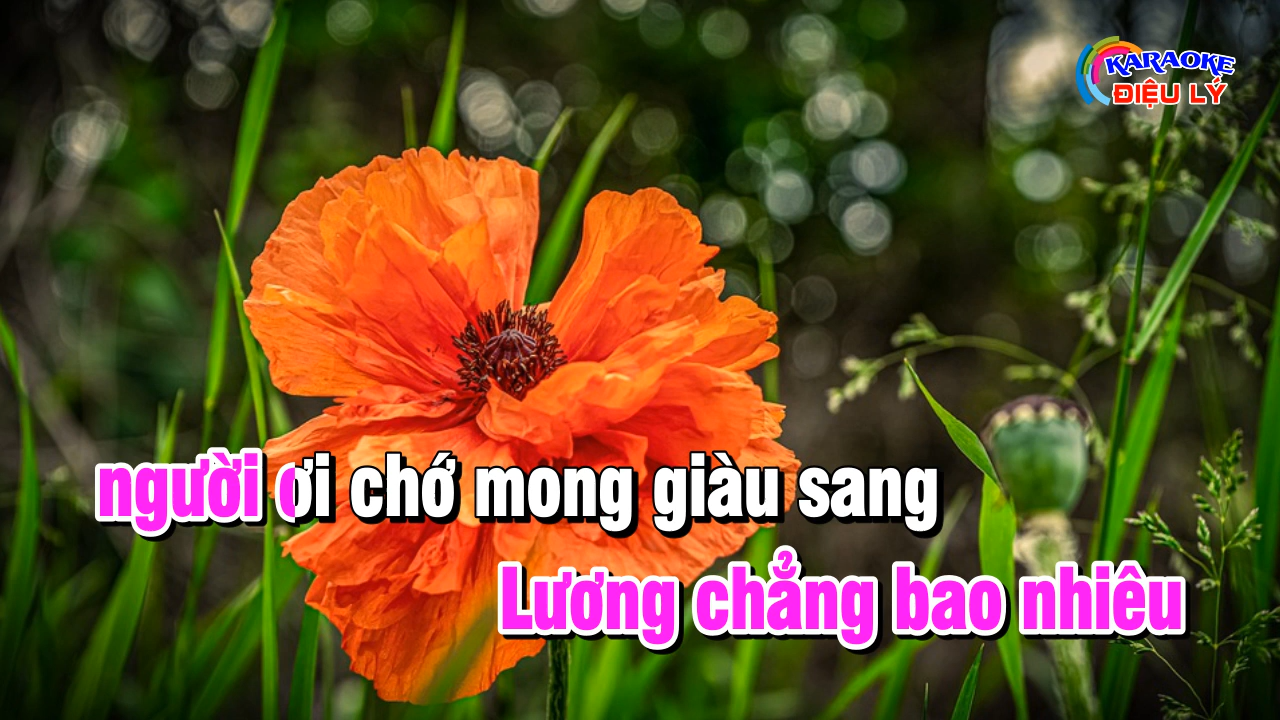 KARAOKE
ĐIỆU LÝ
người ơi chớ mong giàu sang
Lương chẳng bao nhiêu